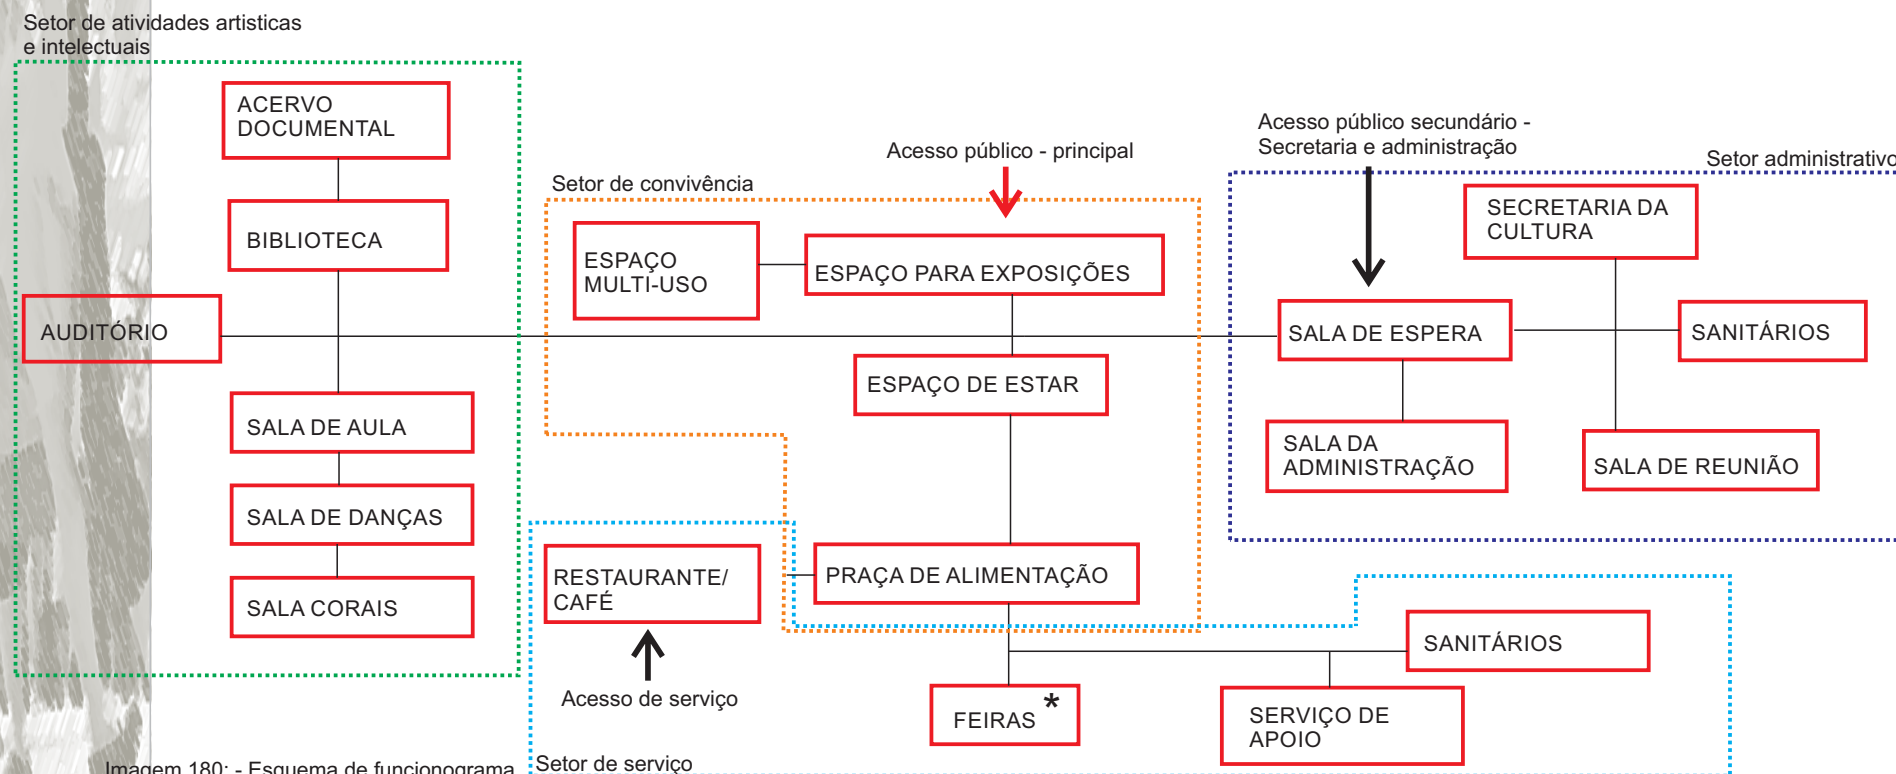 Setor de atividades artisticas
e intelectuais
ACERVO
DOCUMENTAL
BIBLIOTECA
AUDITÓRIO
SALA DE AULA
SALA DE DANÇAS
SALA CORAIS
Setor de convivência
Acesso público - principal
ESPAÇO
MULTI-USO
ESPAÇO PARA EXPOSIÇÕES
ESPAÇO DE ESTAR
PRAÇA DE ALIMENTAÇÃO
Acesso público secundário -
Secretaria e administração
Setor administrativo
SECRETARIA DA
CULTURA
SALA DE ESPERA
SANITÁRIOS
SALA DA
ADMINISTRAÇÃO
SALA DE REUNIÃO
RESTAURANTE/
CAFÉ
Acesso de serviço
FEIRAS *
SANITÁRIOS
SERVIÇO DE
APOIO
Setor de serviço
Imagem 180: - Esquema de funcionograma